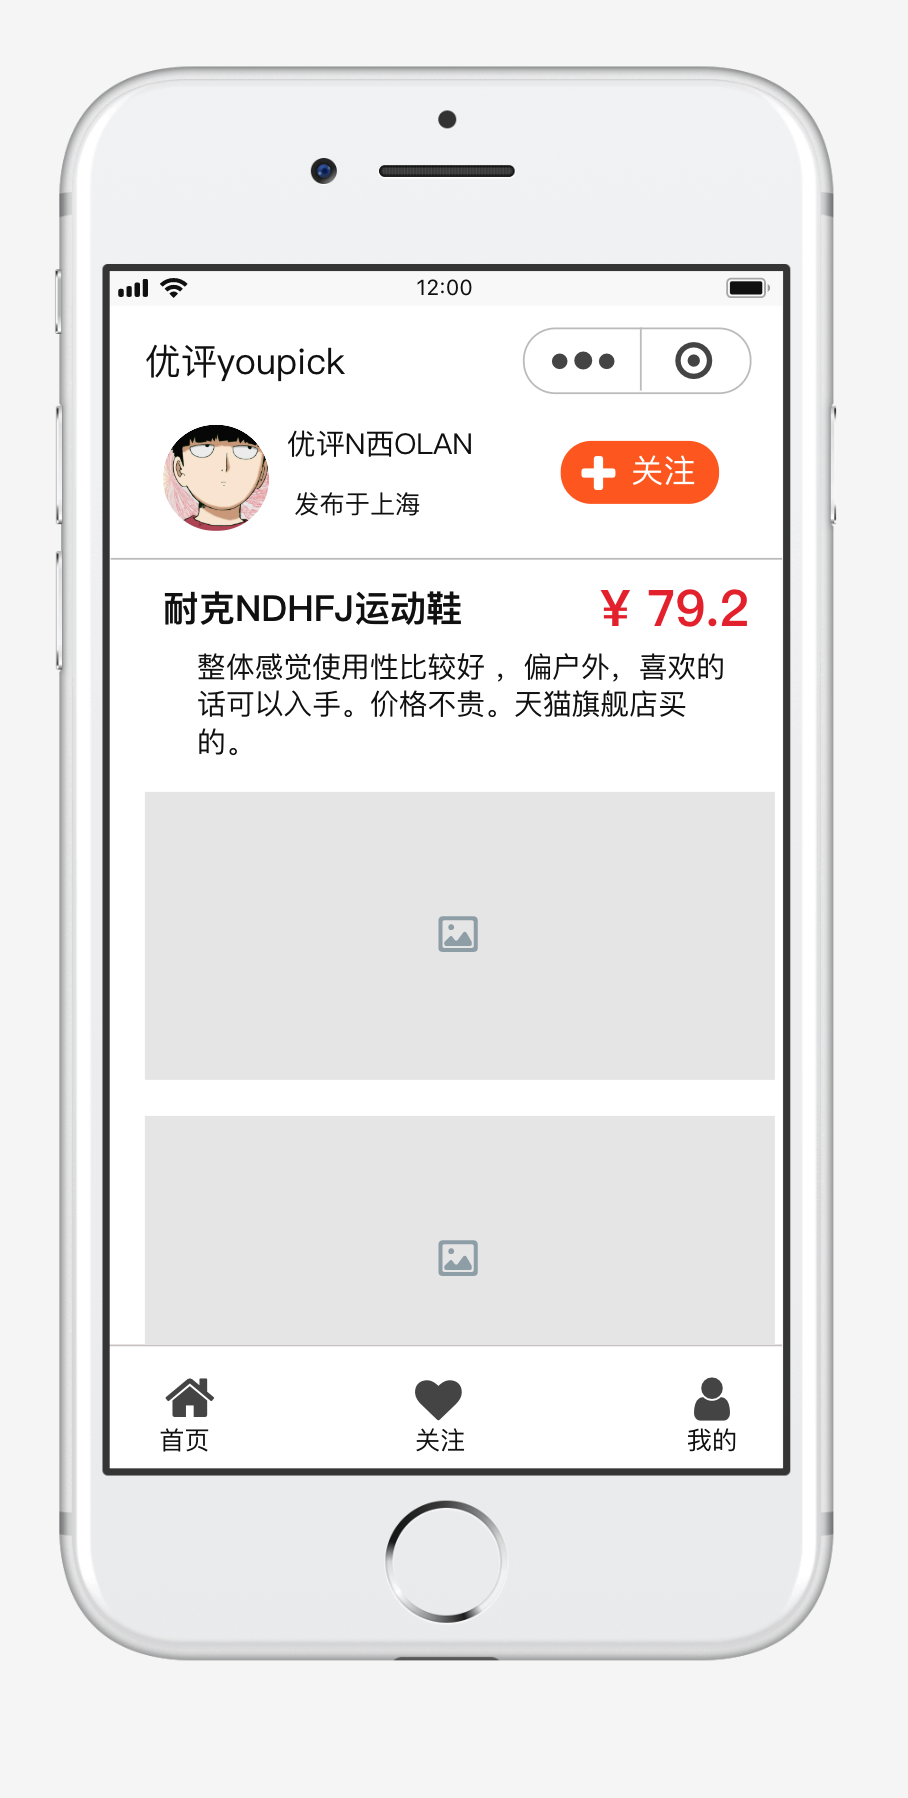 12:00
优评youpick
优评N西OLAN
关注
发布于上海
耐克NDHFJ运动鞋
¥ 79.2
整体感觉使用性比较好 ，偏户外，喜欢的
话可以入手。价格不贵。天猫旗舰店买
的。
首页
关注
我的